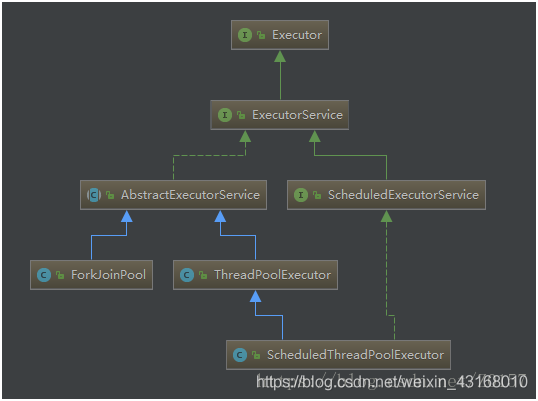 I Executor
I ExecutorService
C AbstractExecutorService
I ScheduledExecutorService
C ForkJoinPool
C ThreadPoolExecutor
C ScheduledThreadPoolExecutor
https://blog.csdn.net/weixin_43168010